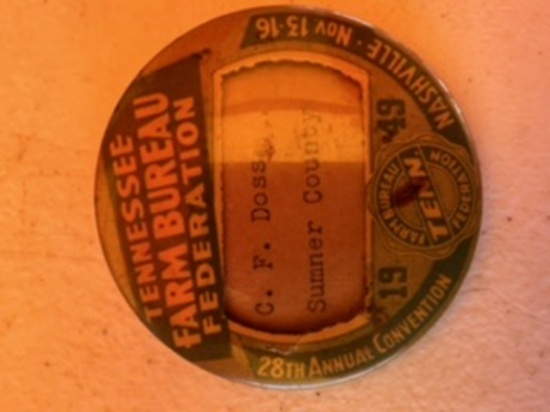 TENNESSEE
FARM BUREAU
FEDERATION
C. F. Doss
Sumner County
19 49
FARM BUREAU
TENN.
FEDERATION
28TH ANNUAL CONVENTION
NASHVILLE · NOV 13-16